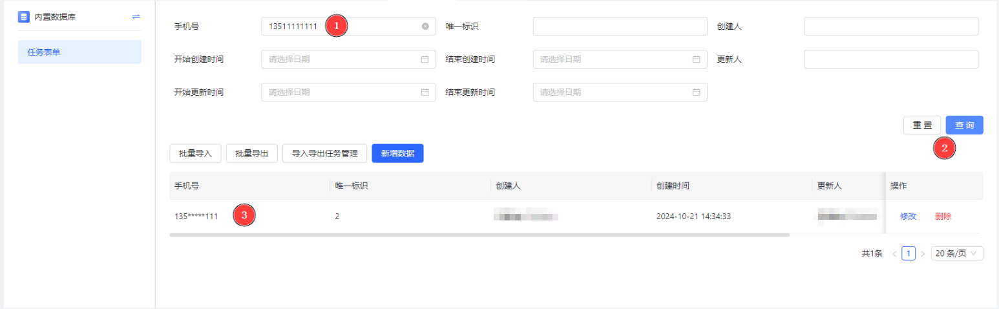 内置数据库
任务表单
手机号 13511111111 1 唯一标识 创建人
开始创建时间 请选择日期 结束创建时间 请选择日期 更新人
开始更新时间 请选择日期 结束更新时间 请选择日期
重置 查询
2
批量导入 批量导出 导入导出任务管理 新增数据
手机号 唯一标识 创建人 创建时间 更新人 操作
135*****111 3 2 2024-10-21 14:34:33 修改 删除
共1条 < 1 > 20 条/页